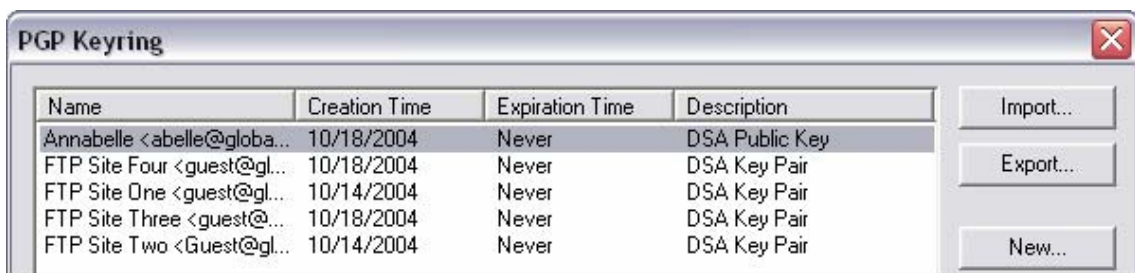 PGP Keyring
Name Creation Time Expiration Time Description
Import...
Annabelle <abelle@globa... 10/18/2004 Never DSA Public Key
FTP Site Four <guest@gl... 10/18/2004 Never DSA Key Pair
Export...
FTP Site One <guest@gl... 10/14/2004 Never DSA Key Pair
FTP Site Three <guest@... 10/18/2004 Never DSA Key Pair
FTP Site Two <Guest@gl... 10/14/2004 Never DSA Key Pair
New...